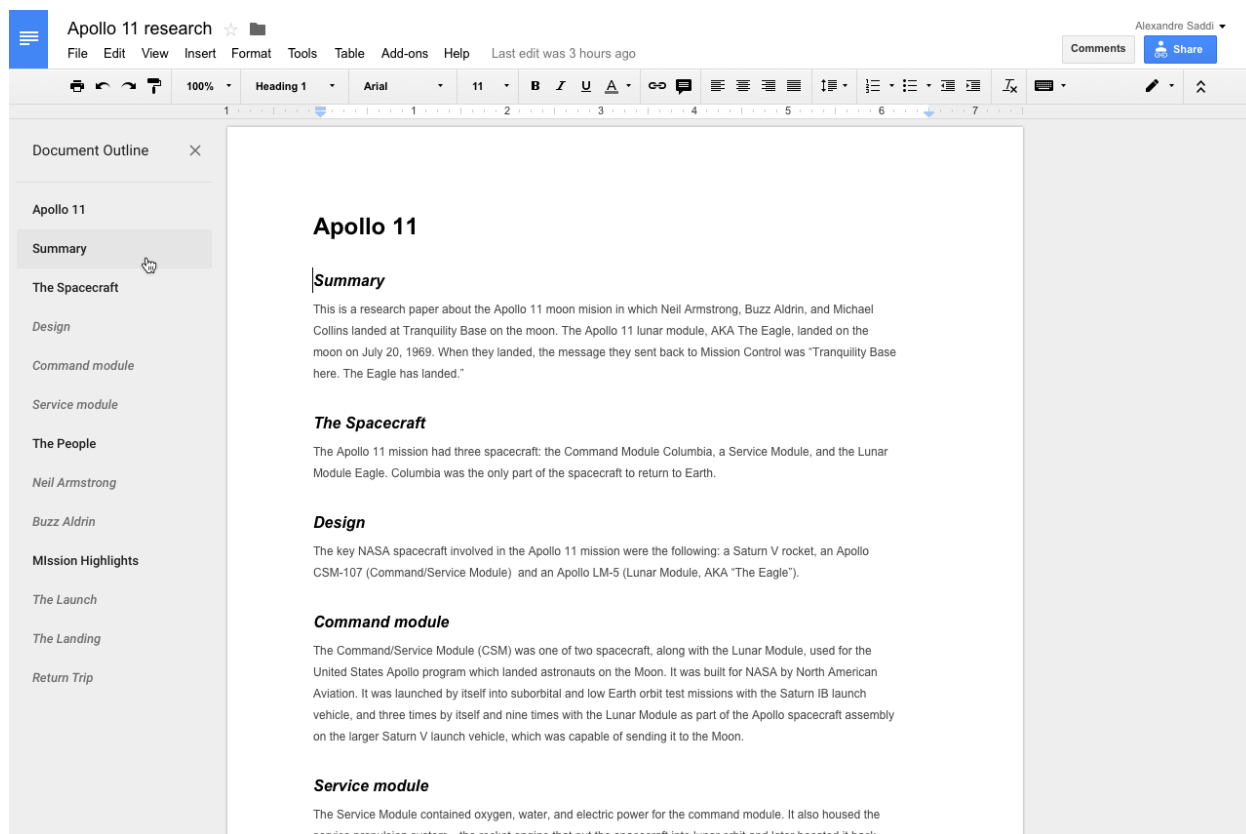 Apollo 11 research
Alexandre Saddi
File Edit View Insert Format Tools Table Add-ons Help Last edit was 3 hours ago
Comments
Share
100% Heading 1 Arial 11 B I U A
1 1 2 3 4 5 6 7
Document Outline
Apollo 11
Summary
The Spacecraft
Design
Command module
Service module
The People
Neil Armstrong
Buzz Aldrin
MIssion Highlights
The Launch
The Landing
Return Trip
Apollo 11
Summary
This is a research paper about the Apollo 11 moon mision in which Neil Armstrong, Buzz Aldrin, and Michael
Collins landed at Tranquility Base on the moon. The Apollo 11 lunar module, AKA The Eagle, landed on the
moon on July 20, 1969. When they landed, the message they sent back to Mission Control was “Tranquility Base
here. The Eagle has landed.”
The Spacecraft
The Apollo 11 mission had three spacecraft: the Command Module Columbia, a Service Module, and the Lunar
Module Eagle. Columbia was the only part of the spacecraft to return to Earth.
Design
The key NASA spacecraft involved in the Apollo 11 mission were the following: a Saturn V rocket, an Apollo
CSM-107 (Command/Service Module)  and an Apollo LM-5 (Lunar Module, AKA “The Eagle”).
Command module
The Command/Service Module (CSM) was one of two spacecraft, along with the Lunar Module, used for the
United States Apollo program which landed astronauts on the Moon. It was built for NASA by North American
Aviation. It was launched by itself into suborbital and low Earth orbit test missions with the Saturn IB launch
vehicle, and three times by itself and nine times with the Lunar Module as part of the Apollo spacecraft assembly
on the larger Saturn V launch vehicle, which was capable of sending it to the Moon.
Service module
The Service Module contained oxygen, water, and electric power for the command module. It also housed the